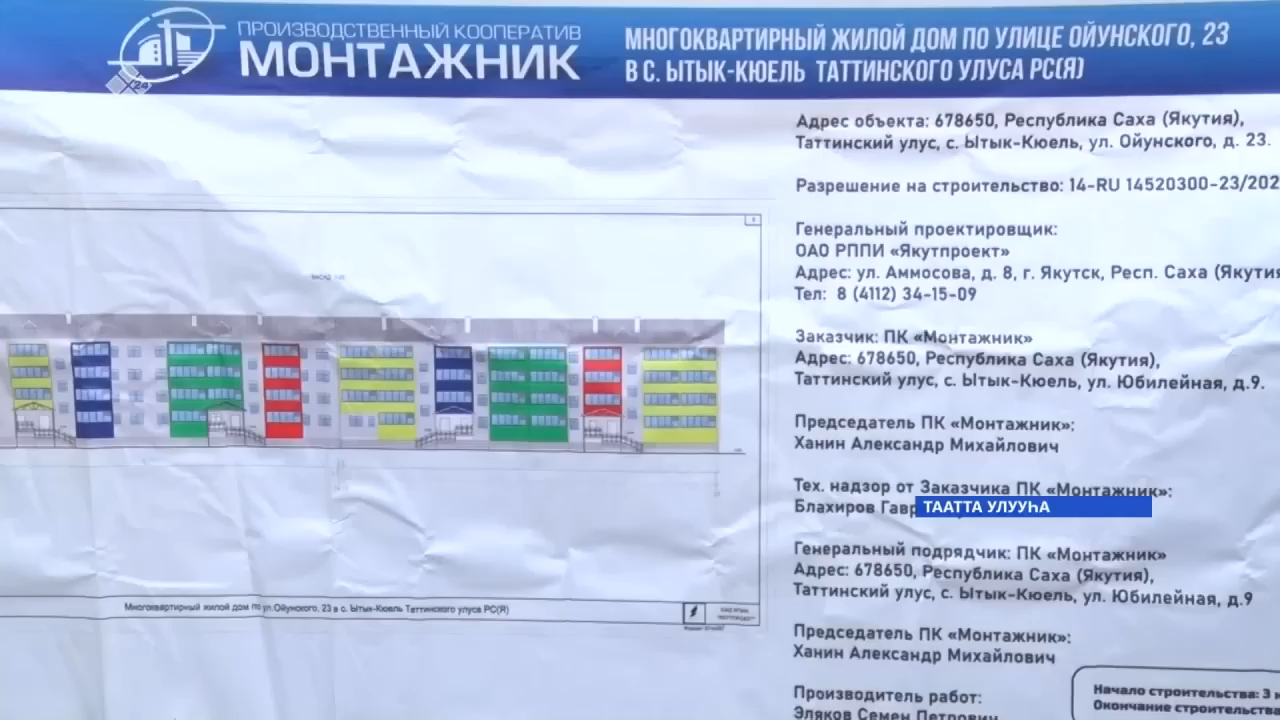 ПРОИЗВОДСТВЕННЫЙ КООПЕРАТИВ
МОНТАЖНИК
МНОГОКВАРТИРНЫЙ ЖИЛОЙ ДОМ ПО УЛИЦЕ ОЙУНСКОГО, 23
В С. ЫТЫК-КЮЕЛЬ ТАТТИНСКОГО УЛУСА РС(Я)
Адрес объекта: 678650, Республика Саха (Якутия),
Таттинский улус, с. Ытык-Кюель, ул. Ойунского, д. 23.
Разрешение на строительство: 14-RU 14520300-23/202
Генеральный проектировщик:
ОАО РППИ «Якутпроект»
Адрес: ул. Аммосова, д. 8, г. Якутск, Респ. Саха (Якутия
Тел: 8 (4112) 34-15-09
Заказчик: ПК «Монтажник»
Адрес: 678650, Республика Саха (Якутия),
Таттинский улус, с. Ытык-Кюель, ул. Юбилейная, д.9.
Председатель ПК «Монтажник»:
Ханин Александр Михайлович
Тех. надзор от Заказчика ПК «Монтажник»:
Блахиров Гавр
ТААТТА УЛУУҺА
Генеральный подрядчик: ПК «Монтажник»
Адрес: 678650, Республика Саха (Якутия),
Таттинский улус, с. Ытык-Кюель, ул. Юбилейная, д.9
Председатель ПК «Монтажник»:
Ханин Александр Михайлович
Производитель работ:
Эляков Семен Петрович
Начало строительства: 3
Окончание строительства
Многоквартирный жилой дом по ул.Ойунского, 23 в с. Ытык-Кюель Таттинского улуса РС(Я)